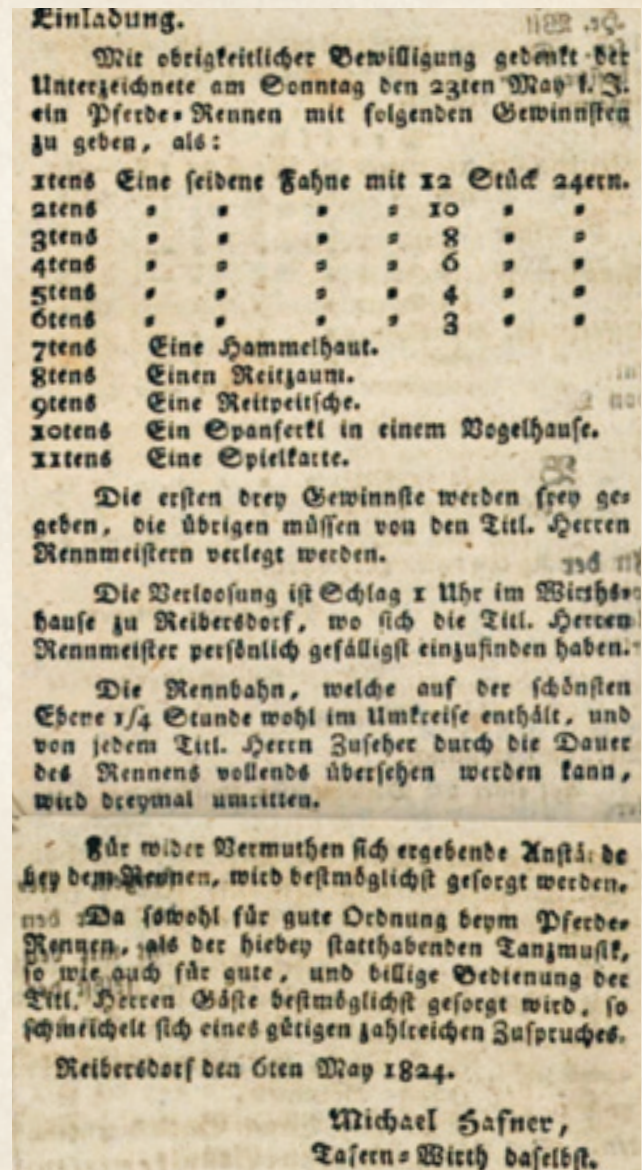 Einladung.
Mit obrigkeitlicher Bewilligung gedenkt der
Unterzeichnete am Sonntag den 23ten May l. J.
ein Pferde-Rennen mit folgenden Gewinnsten
zu geben, als:
1tens Eine seidene Fahne mit 12 Stück 24ern.
2tens " " " " 10 " "
3tens " " " " 8 " "
4tens " " " " 6 " "
5tens " " " " 4 " "
6tens " " " " 3 " "
7tens Eine Hammelhaut.
8tens Einen Reitzaum.
9tens Eine Reitpeitsche.
10tens Ein Spanferkl in einem Vogelhause.
11tens Eine Spielkarte.
Die ersten drey Gewinnste werden frey ge-
geben, die übrigen müssen von den Titl. Herren
Rennmeistern verlegt werden.
Die Verloosung ist Schlag 1 Uhr im Wirths-
hause zu Reibersdorf, wo sich die Titl. Herren
Rennmeister persönlich gefälligst einzufinden haben.
Die Rennbahn, welche auf der schönsten
Ebene 1/4 Stunde wohl im Umkreise enthält, und
von jedem Titl. Herrn Zuseher durch die Dauer
des Rennens vollends übersehen werden kann,
wird dreymal umritten.
Für wider Vermuthen sich ergebende Anstände
bey dem Rennen, wird bestmöglichst gesorgt werden.
Da sowohl für gute Ordnung beym Pferde-
Rennen, als der hiebey statthabenden Tanzmusik,
so wie auch für gute, und billige Bedienung der
Titl. Herren Gäste bestmöglichst gesorgt wird, so
schmeichelt sich eines gütigen zahlreichen Zuspruches.
Reibersdorf den 6ten May 1824.
Michael Hafner,
Tafern-Wirth daselbst.